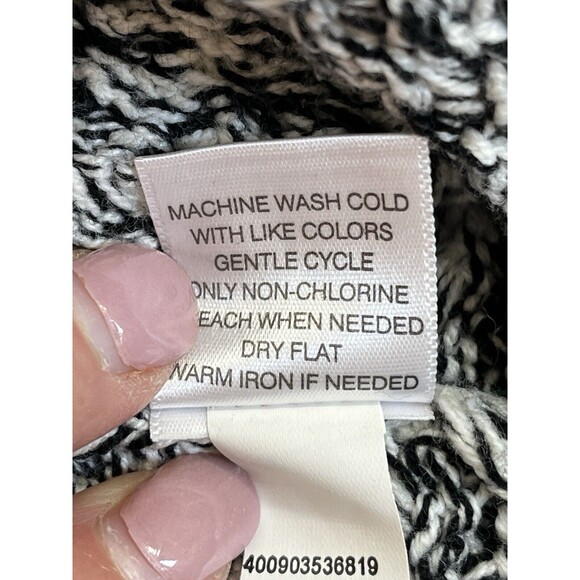 MACHINE WASH COLD
WITH LIKE COLORS
GENTLE CYCLE
ONLY NON-CHLORINE
EACH WHEN NEEDED
DRY FLAT
WARM IRON IF NEEDED
400903536819